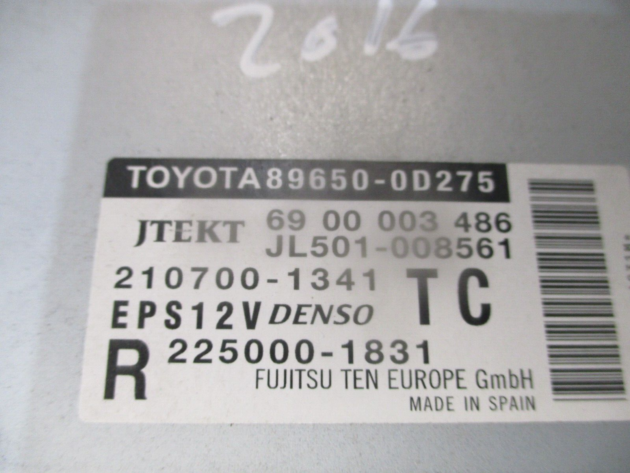 2016
TOYOTA 89650-0D275
JTEKT 69 00 003 486
JL501-008561
210700-1341 TC
EPS12V DENSO
R 225000-1831
FUJITSU TEN EUROPE GmbH
MADE IN SPAIN